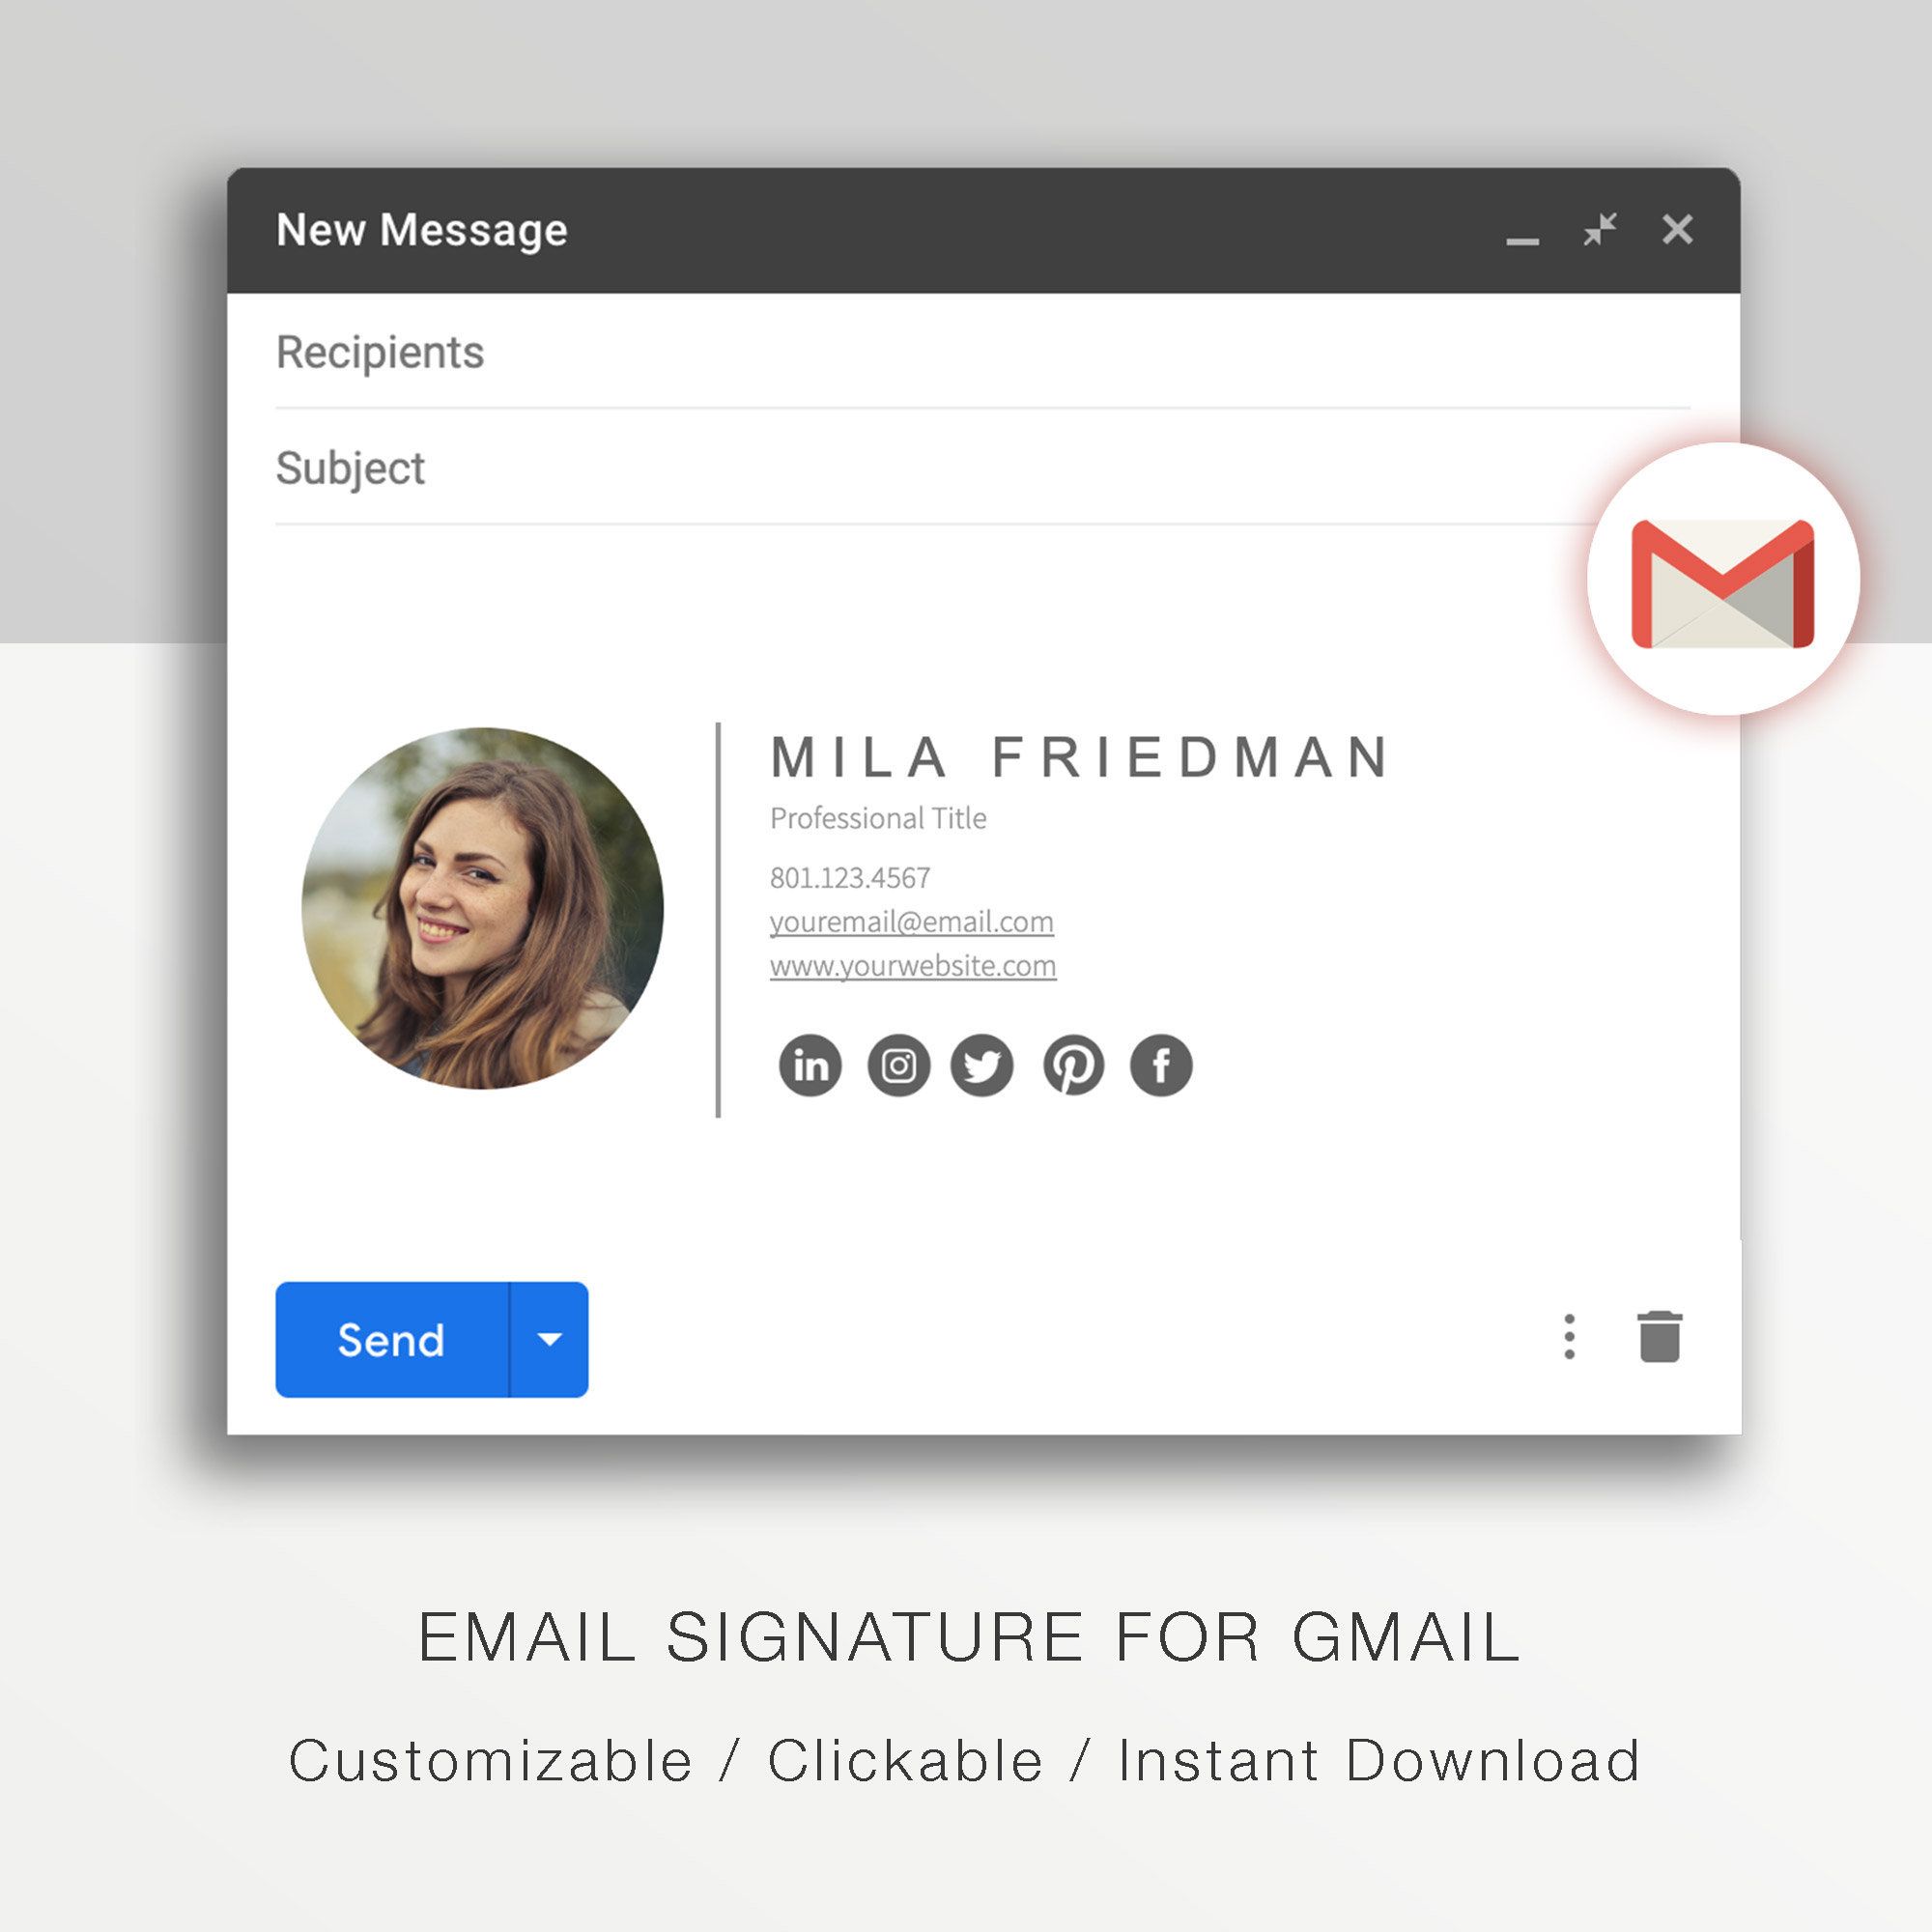 New Message
Recipients
Subject
MILA FRIEDMAN
Professional Title
801.123.4567
youremail@email.com
www.yourwebsite.com
in
f
Send
EMAIL SIGNATURE FOR GMAIL
Customizable / Clickable / Instant Download